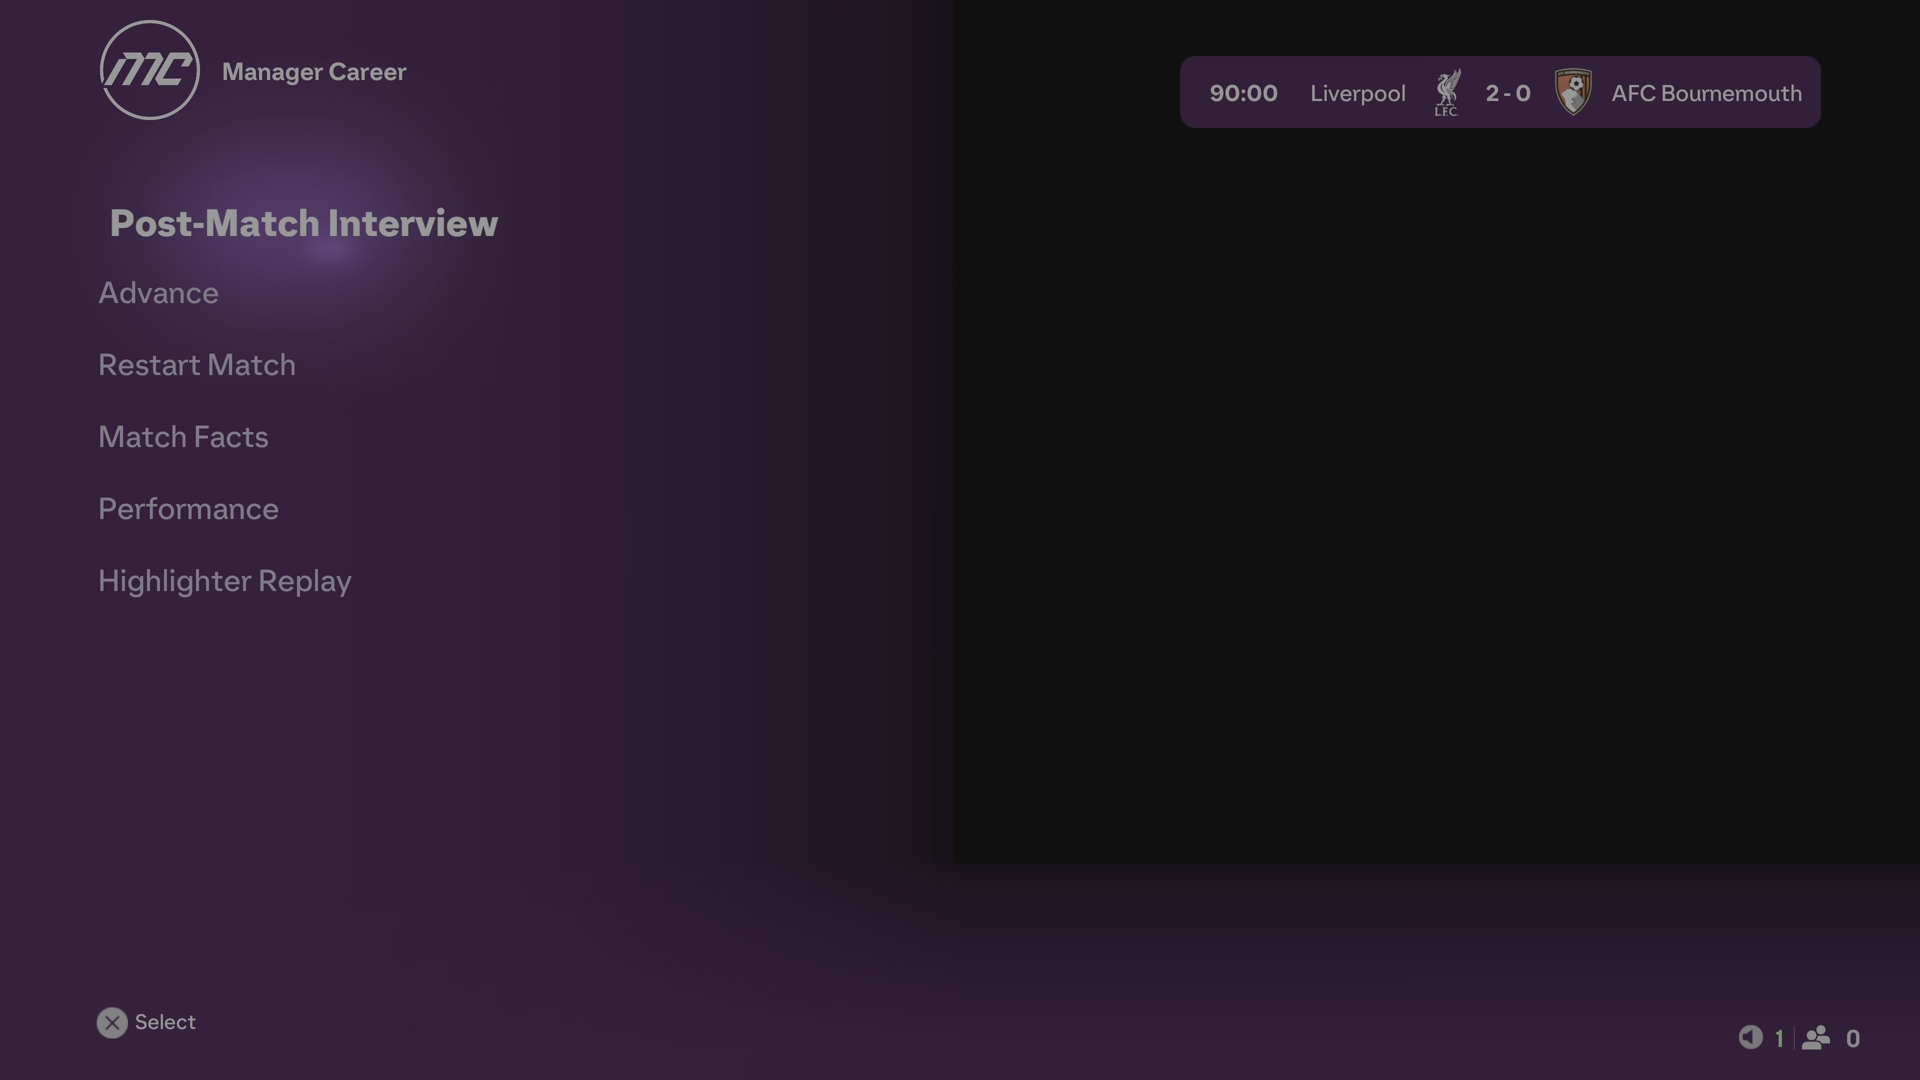 MC Manager Career
90:00 Liverpool L.F.C. 2 - 0 AFC Bournemouth
Post-Match Interview
Advance
Restart Match
Match Facts
Performance
Highlighter Replay
Select
1 0